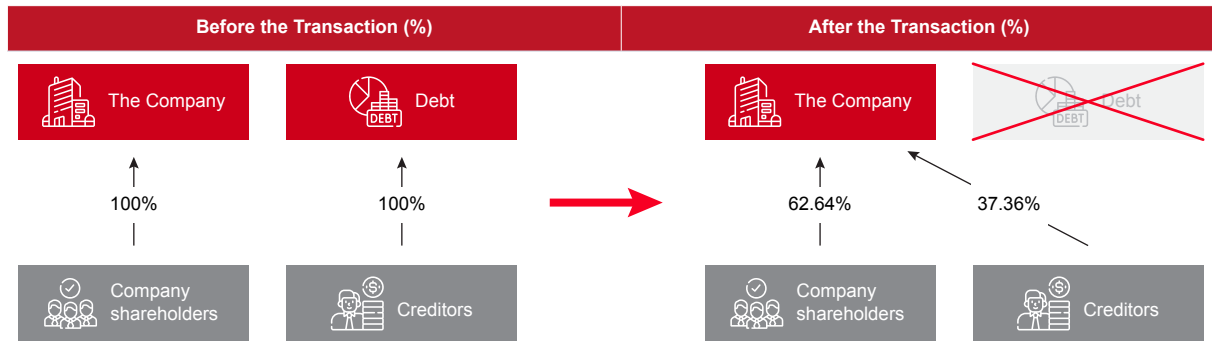 Before the Transaction (%)
After the Transaction (%)
The Company
DEBT
Debt
The Company
DEBT
Debt
100%
100%
62.64%
37.36%
Company
shareholders
$
Creditors
Company
shareholders
$
Creditors